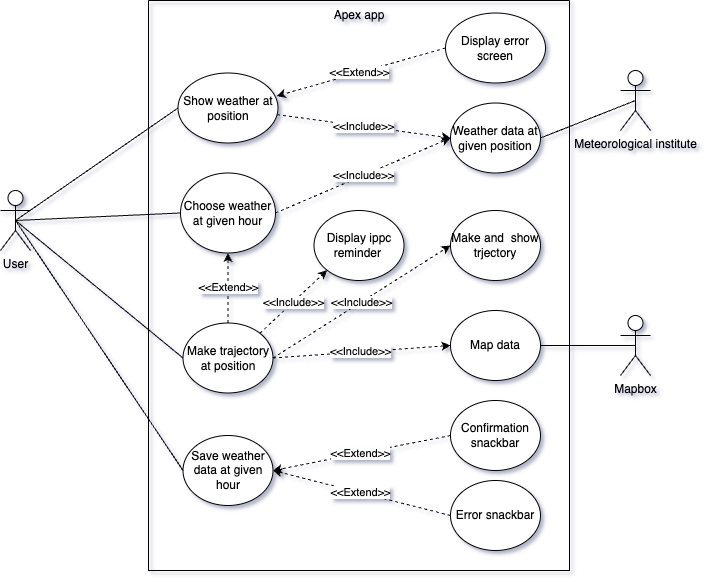 Apex app
Display error
screen
<<Extend>>
Show weather at
position
<<Include>>
Weather data at
given position
Meteorological institute
<<Include>>
Choose weather
at given hour
User
Display ippc
reminder
Make and  show
trjectory
<<Extend>>
<<Include>>
<<Include>>
Make trajectory
at position
<<Include>>
Map data
Mapbox
Confirmation
snackbar
<<Extend>>
Save weather
data at given
hour
<<Extend>>
Error snackbar